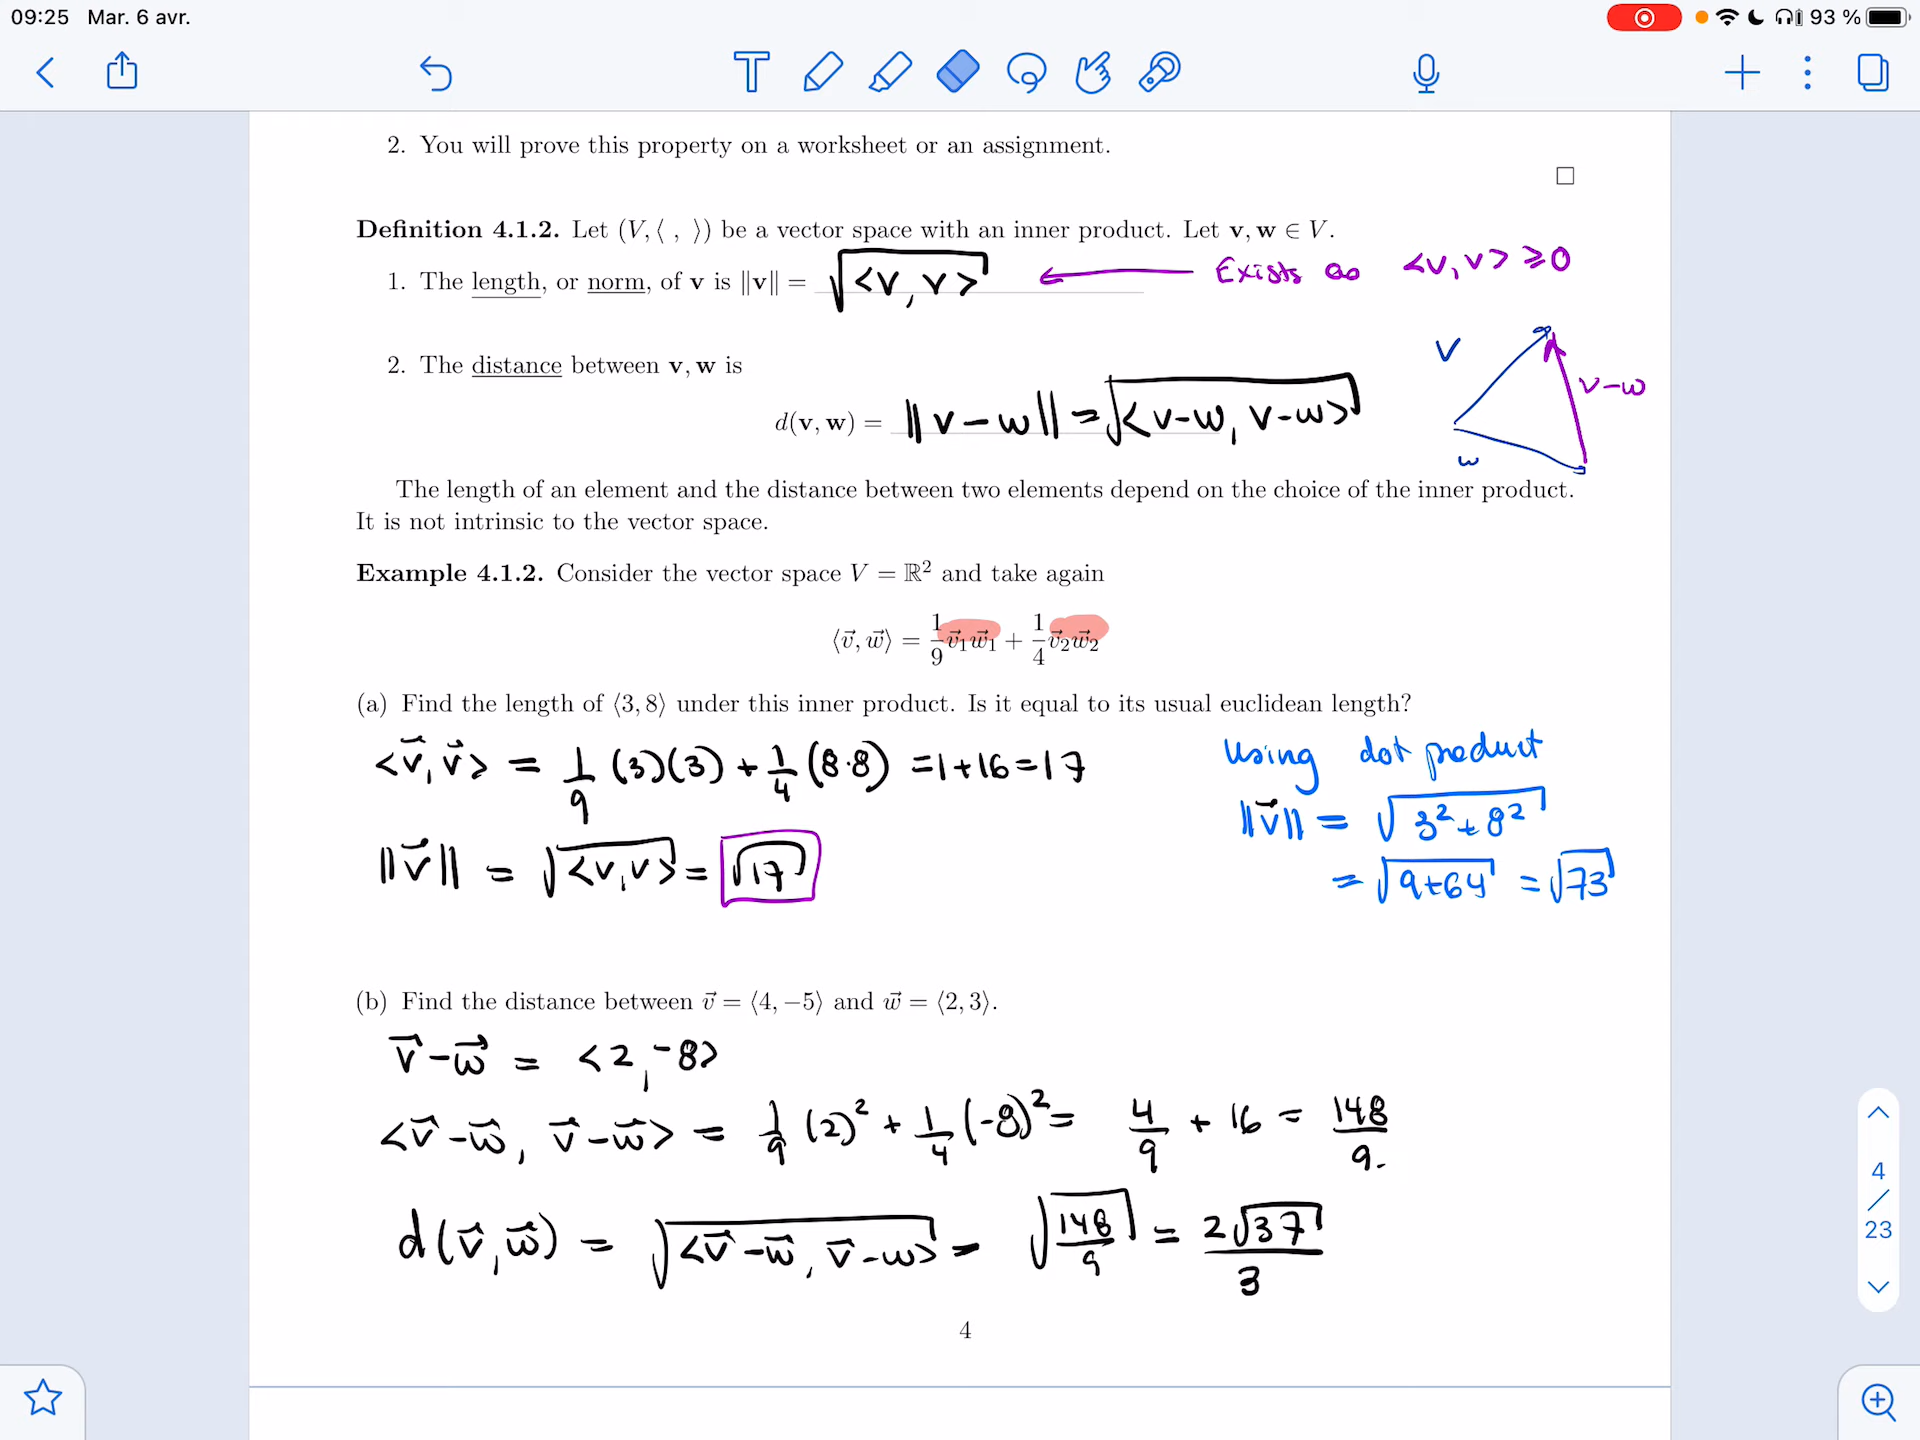 09:25 Mar. 6 avr.
93 %
T
2. You will prove this property on a worksheet or an assignment.
□
Definition 4.1.2. Let (V, ⟨ , ⟩) be a vector space with an inner product. Let v, w ∈ V.
1. The length, or norm, of v is ‖v‖ = √<v, v> ← Exists as <v, v> ≥ 0
2. The distance between v, w is
d(v, w) = ‖v − w‖ = √<v−w, v−w>
v
v−w
w
The length of an element and the distance between two elements depend on the choice of the inner product.
It is not intrinsic to the vector space.
Example 4.1.2. Consider the vector space V = ℝ² and take again
⟨v⃗, w⃗⟩ = 1/9 v⃗₁w⃗₁ + 1/4 v⃗₂w⃗₂
(a) Find the length of ⟨3, 8⟩ under this inner product. Is it equal to its usual euclidean length?
<v⃗, v⃗> = 1/9 (3)(3) + 1/4 (8·8) = 1+16 = 17
‖v⃗‖ = √<v, v> = √17
using dot product
‖v⃗‖ = √3² + 8²
= √9+64 = √73
(b) Find the distance between v⃗ = ⟨4, −5⟩ and w⃗ = ⟨2, 3⟩.
v⃗ − w⃗ = <2, −8>
<v⃗ − w⃗, v⃗ − w⃗> = 1/9 (2)² + 1/4 (−8)² = 4/9 + 16 = 148/9.
d(v⃗, w⃗) = √<v⃗ − w⃗, v⃗ − w> = √148/9 = 2√37/3
4
4
/
23